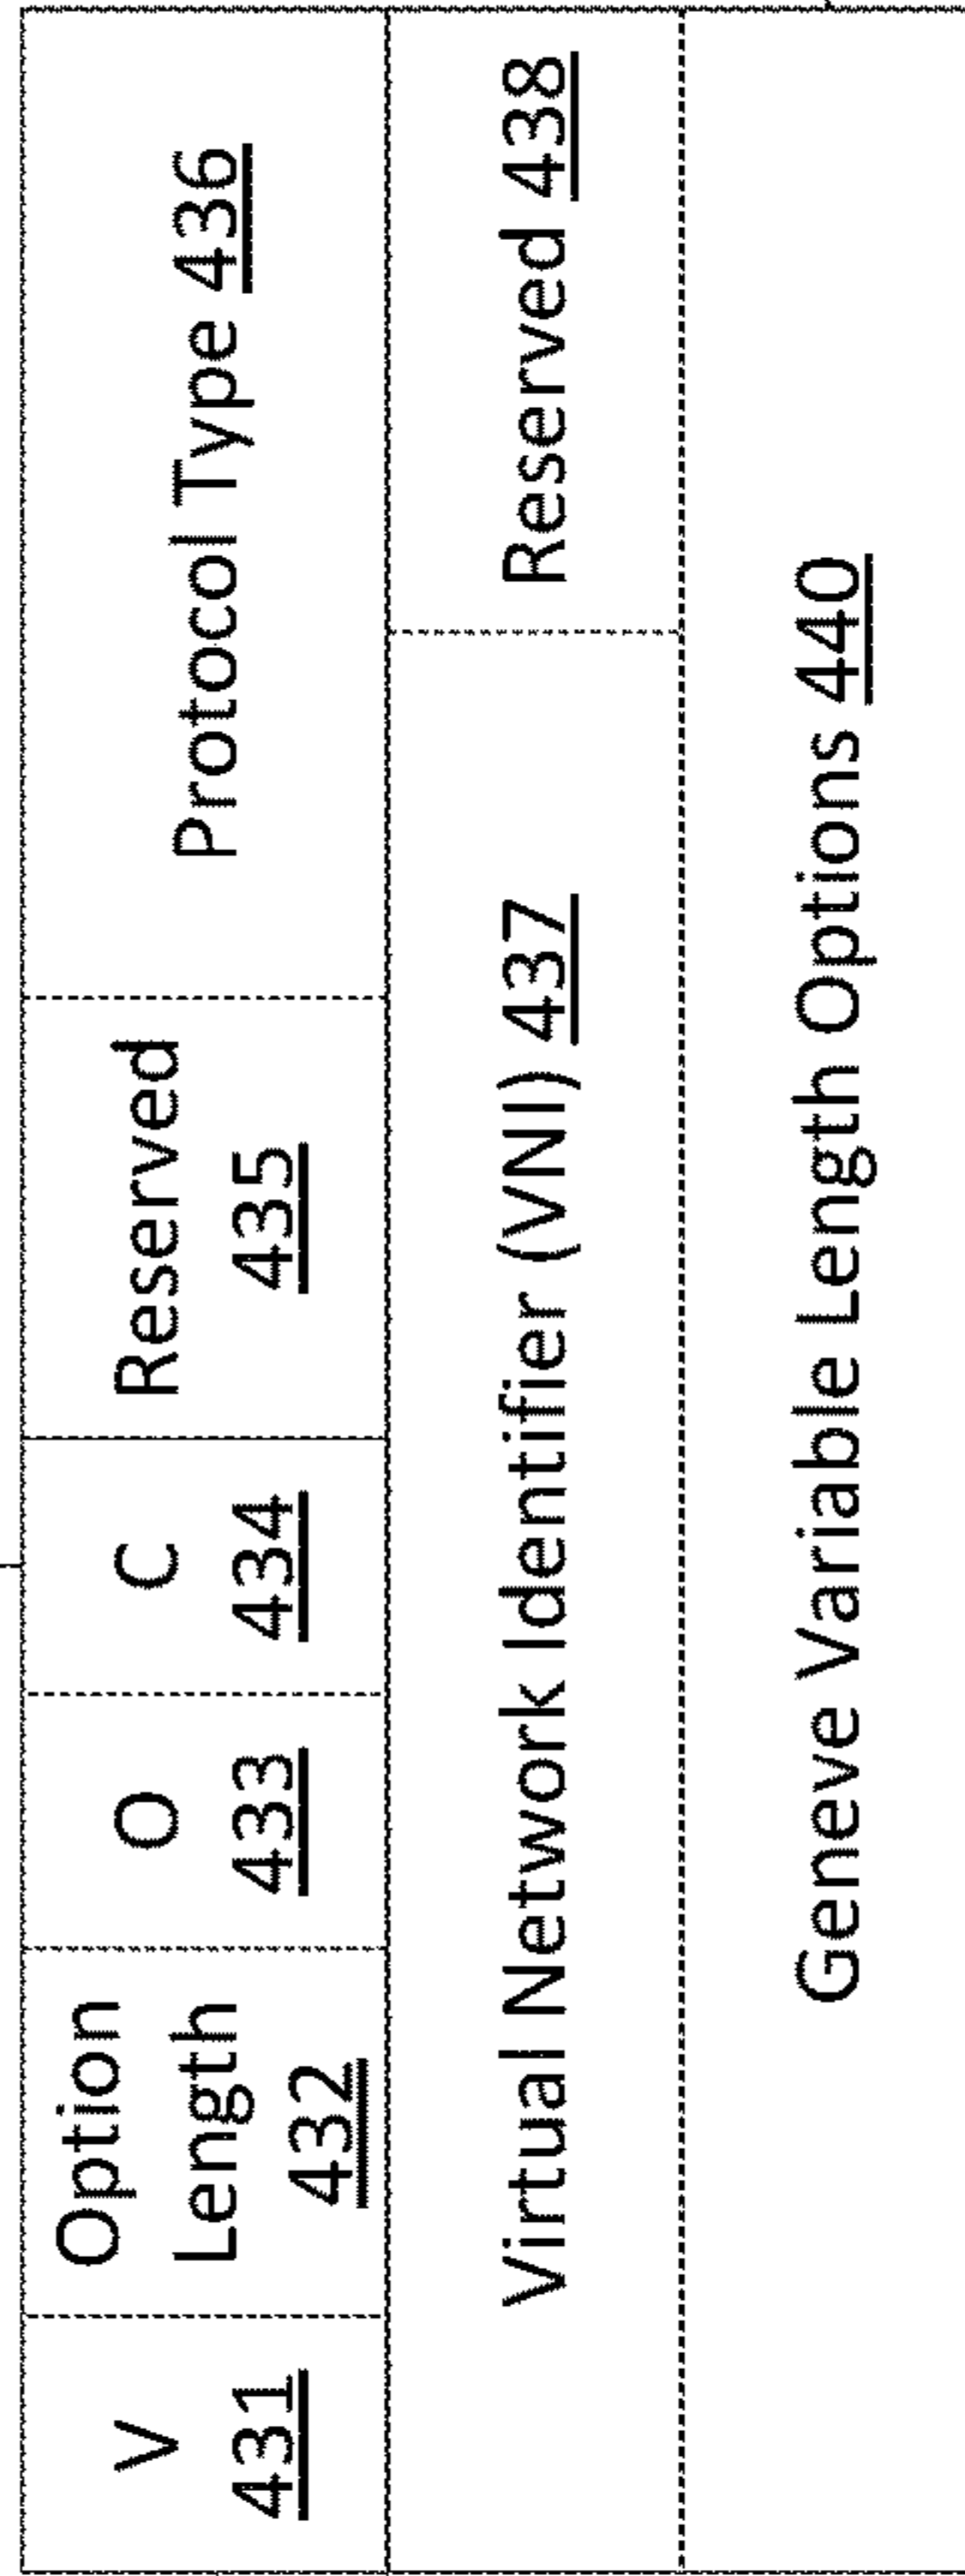 V
431
Option
Length
432
O
433
C
434
Reserved
435
Protocol Type 436
Virtual Network Identifier (VNI) 437
Reserved 438
Geneve Variable Length Options 440